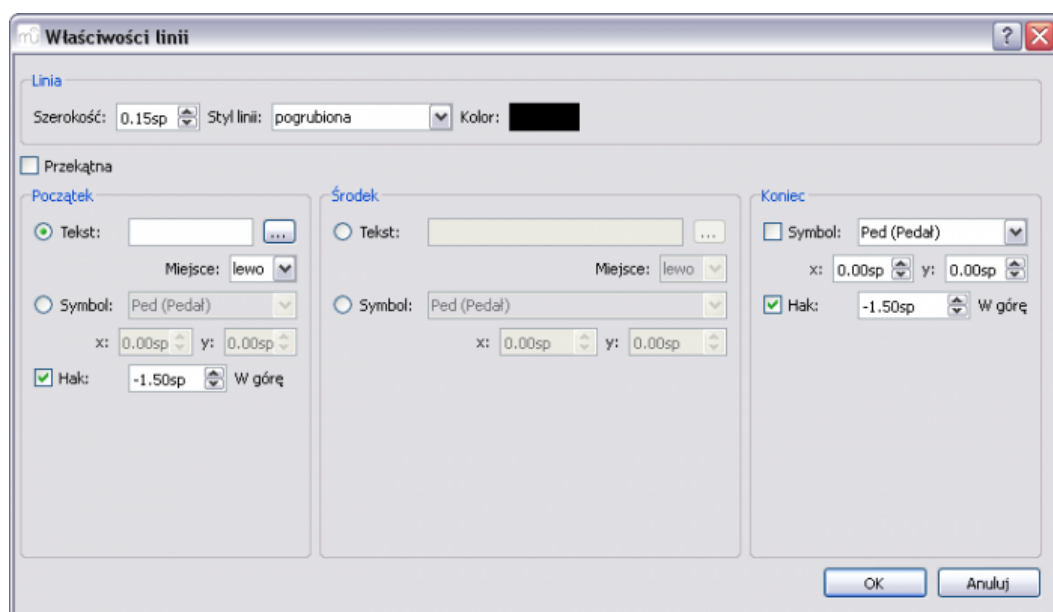 Właściwości linii
Linia
Szerokość: 0.15sp Styl linii: pogrubiona Kolor:
Przekątna
Początek
Tekst: ...
Miejsce: lewo
Symbol: Ped (Pedał)
x: 0.00sp y: 0.00sp
Hak: -1.50sp W górę
Środek
Tekst: ...
Miejsce: lewo
Symbol: Ped (Pedał)
x: 0.00sp y: 0.00sp
Koniec
Symbol: Ped (Pedał)
x: 0.00sp y: 0.00sp
Hak: -1.50sp W górę
OK Anuluj